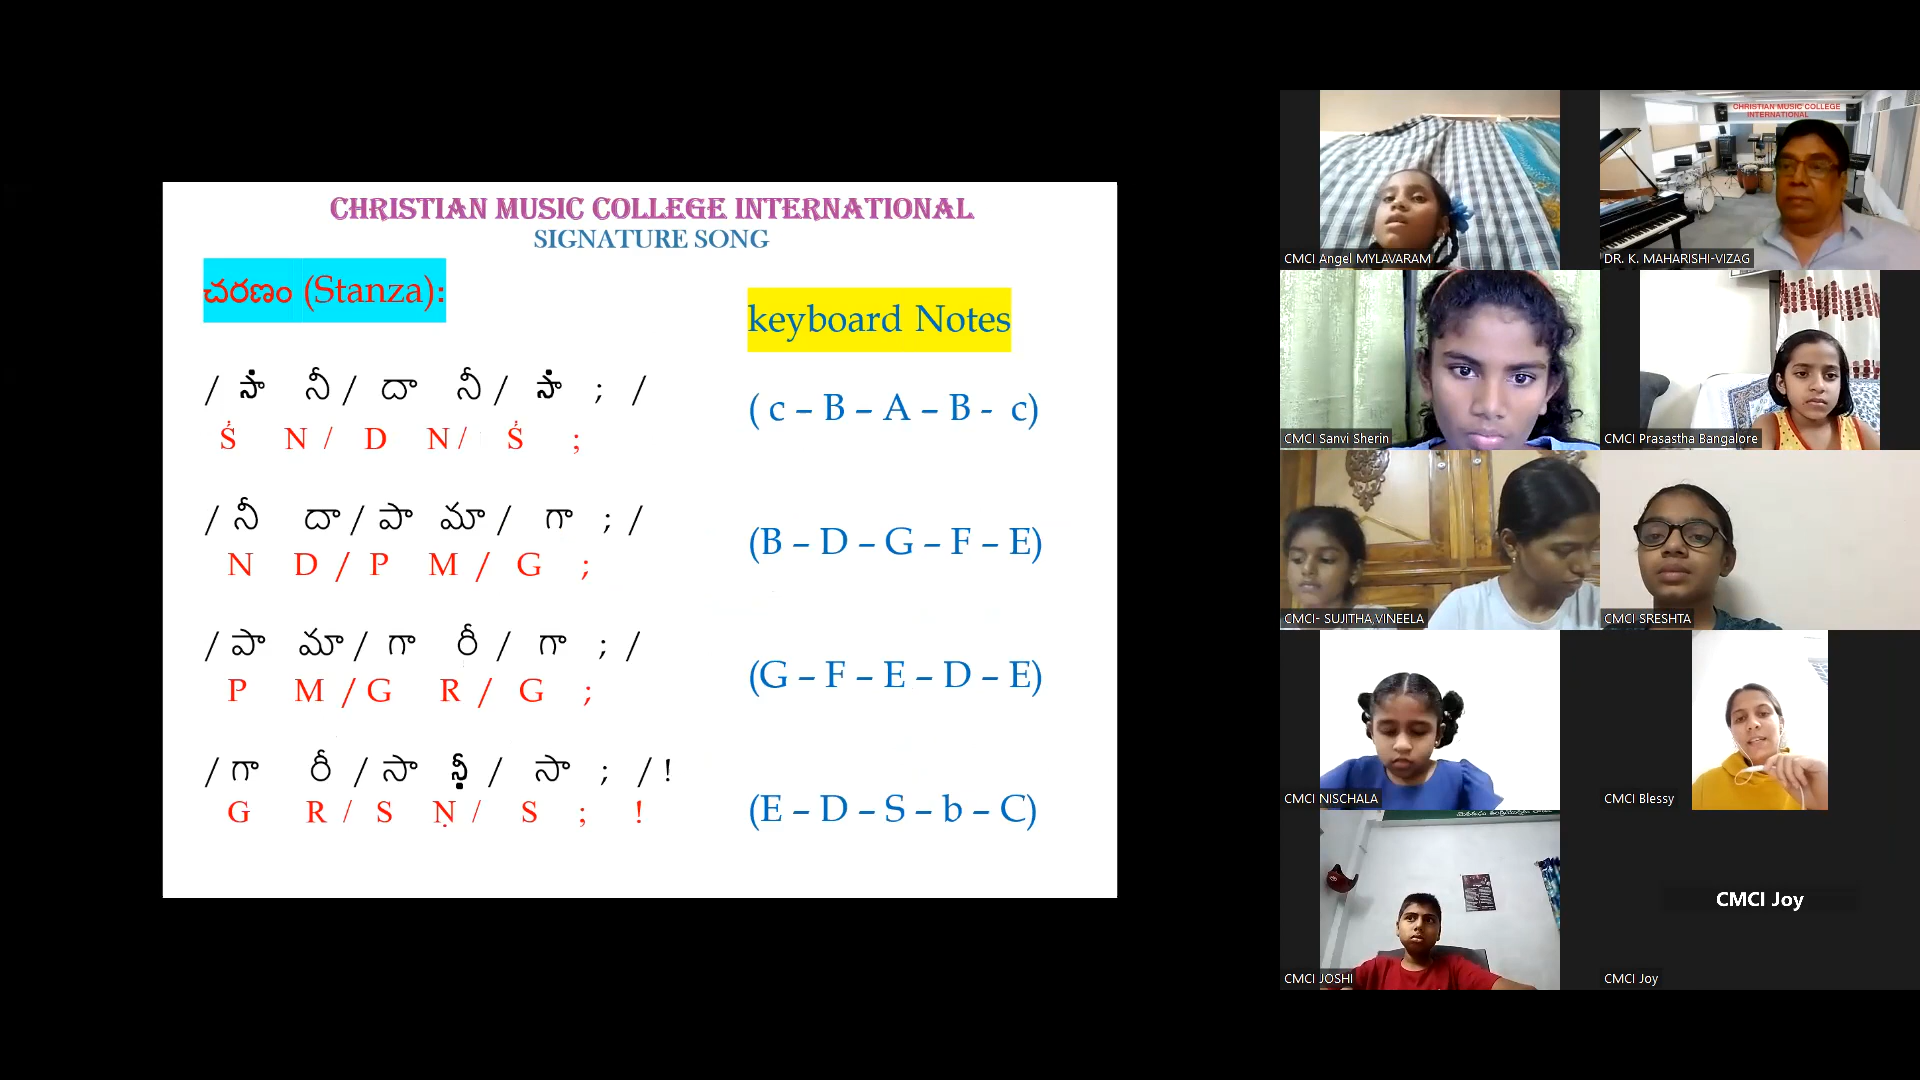 CHRISTIAN MUSIC COLLEGE INTERNATIONAL
SIGNATURE SONG
చరణం (Stanza):
keyboard Notes
/ సా̇ నీ / దా నీ / సా̇ ; /
Ṡ N / D N / Ṡ ;
( c – B – A – B - c)
/ నీ దా / పా మా / గా ; /
N D / P M / G ;
(B – D – G – F – E)
/ పా మా / గా రీ / గా ; /
P M / G R / G ;
(G – F – E – D – E)
/ గా రీ / సా నీ̣ / సా ; / !
G R / S Ṇ / S ; !
(E – D – S – b – C)
CMCI Angel MYLAVARAM
CHRISTIAN MUSIC COLLEGE
INTERNATIONAL
DR. K. MAHARISHI-VIZAG
CMCI Sanvi Sherin
CMCI Prasastha Bangalore
CMCI- SUJITHA,VINEELA
CMCI SRESHTA
CMCI NISCHALA
CMCI Blessy
CMCI JOSHI
CMCI Joy
CMCI Joy